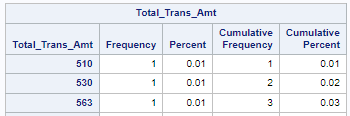 Total_Trans_Amt
Total_Trans_Amt Frequency Percent Cumulative Frequency Cumulative Percent
510 1 0.01 1 0.01
530 1 0.01 2 0.02
563 1 0.01 3 0.03